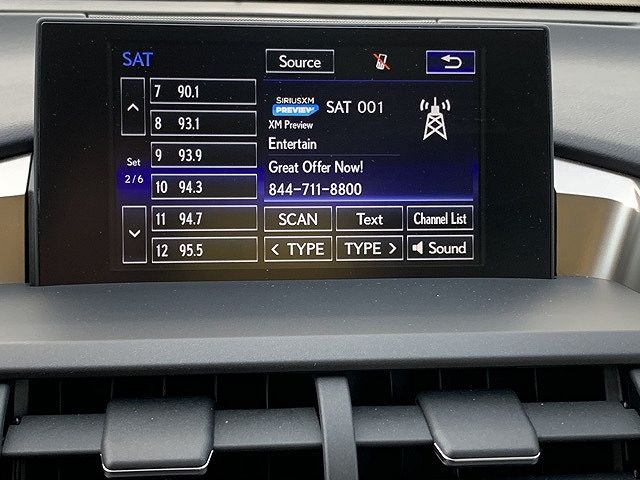 SAT
Source
7 90.1
8 93.1
9 93.9
10 94.3
11 94.7
12 95.5
Set
2/6
SIRIUSXM
PREVIEW
SAT 001
XM Preview
Entertain
Great Offer Now!
844-711-8800
SCAN
Text
Channel List
< TYPE
TYPE >
Sound